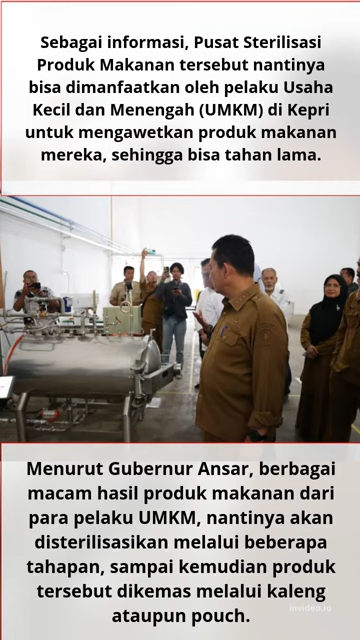 Sebagai informasi, Pusat Sterilisasi
Produk Makanan tersebut nantinya
bisa dimanfaatkan oleh pelaku Usaha
Kecil dan Menengah (UMKM) di Kepri
untuk mengawetkan produk makanan
mereka, sehingga bisa tahan lama.
Menurut Gubernur Ansar, berbagai
macam hasil produk makanan dari
para pelaku UMKM, nantinya akan
disterilisasikan melalui beberapa
tahapan, sampai kemudian produk
tersebut dikemas melalui kaleng
ataupun pouch.
invideo.io